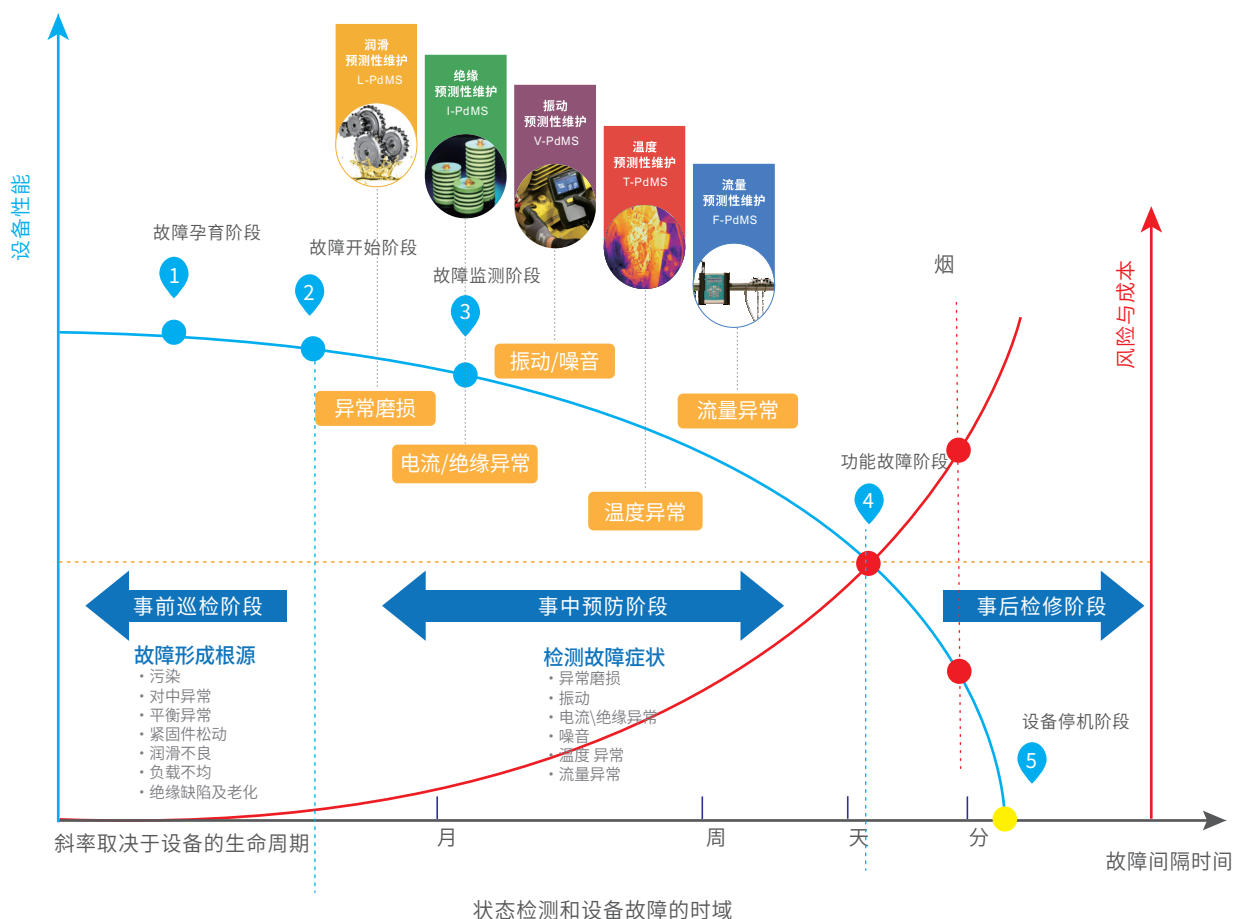 润滑
预测性维护
L-PdMS
绝缘
预测性维护
I-PdMS
振动
预测性维护
V-PdMS
温度
预测性维护
T-PdMS
流量
预测性维护
F-PdMS
设备性能
故障孕育阶段
1
故障开始阶段
2
故障监测阶段
3
烟
风险与成本
振动/噪音
异常磨损
流量异常
电流/绝缘异常
温度异常
功能故障阶段
4
事前巡检阶段
事中预防阶段
事后检修阶段
故障形成根源
·污染
·对中异常
·平衡异常
·紧固件松动
·润滑不良
·负载不均
·绝缘缺陷及老化
检测故障症状
·异常磨损
·振动
·电流\绝缘异常
·噪音
·温度 异常
·流量异常
设备停机阶段
5
斜率取决于设备的生命周期
月
周
天
分
故障间隔时间
状态检测和设备故障的时域